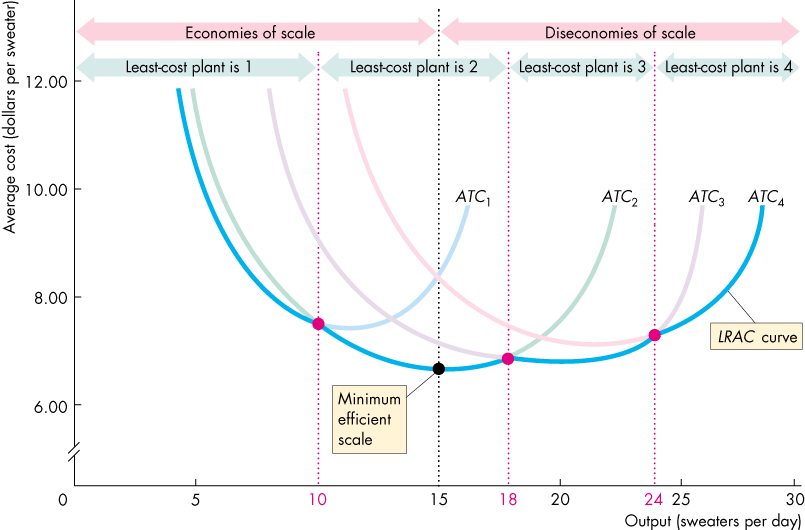 Economies of scale
Diseconomies of scale
Least-cost plant is 1
Least-cost plant is 2
Least-cost plant is 3
Least-cost plant is 4
Average cost (dollars per sweater)
12.00
10.00
8.00
6.00
ATC1
ATC2
ATC3
ATC4
LRAC curve
Minimum
efficient
scale
0
5
10
15
18
20
24
25
30
Output (sweaters per day)